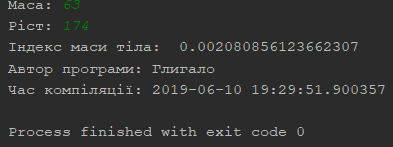 Маса: 63
Ріст: 174
Індекс маси тіла:  0.002080856123662307
Автор програми: Глигало
Час компіляції: 2019-06-10 19:29:51.900357
Process finished with exit code 0